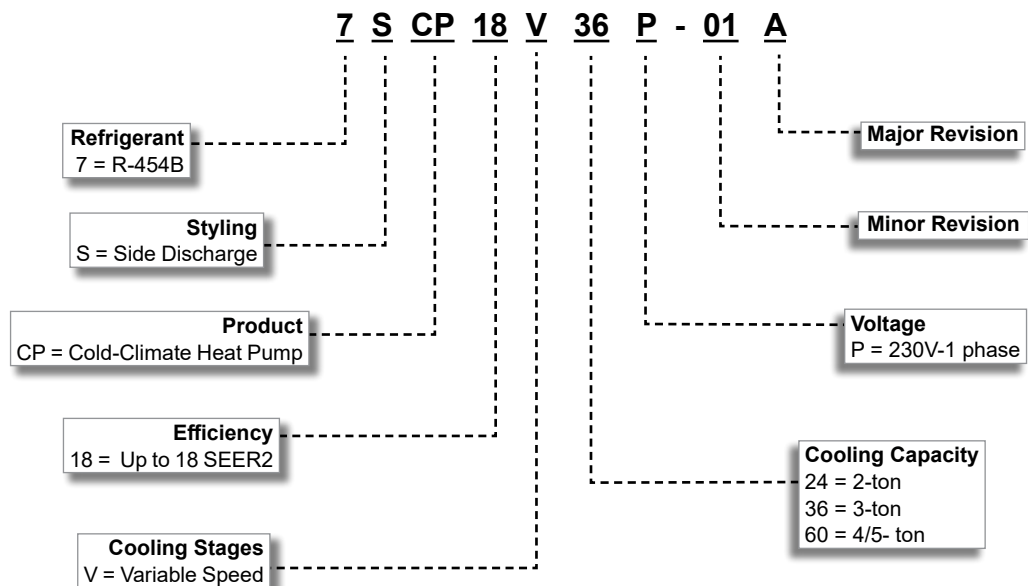 7 S CP 18 V 36 P - 01 A
Refrigerant
7 = R-454B
Styling
S = Side Discharge
Product
CP = Cold-Climate Heat Pump
Efficiency
18 = Up to 18 SEER2
Cooling Stages
V = Variable Speed
Major Revision
Minor Revision
Voltage
P = 230V-1 phase
Cooling Capacity
24 = 2-ton
36 = 3-ton
60 = 4/5- ton